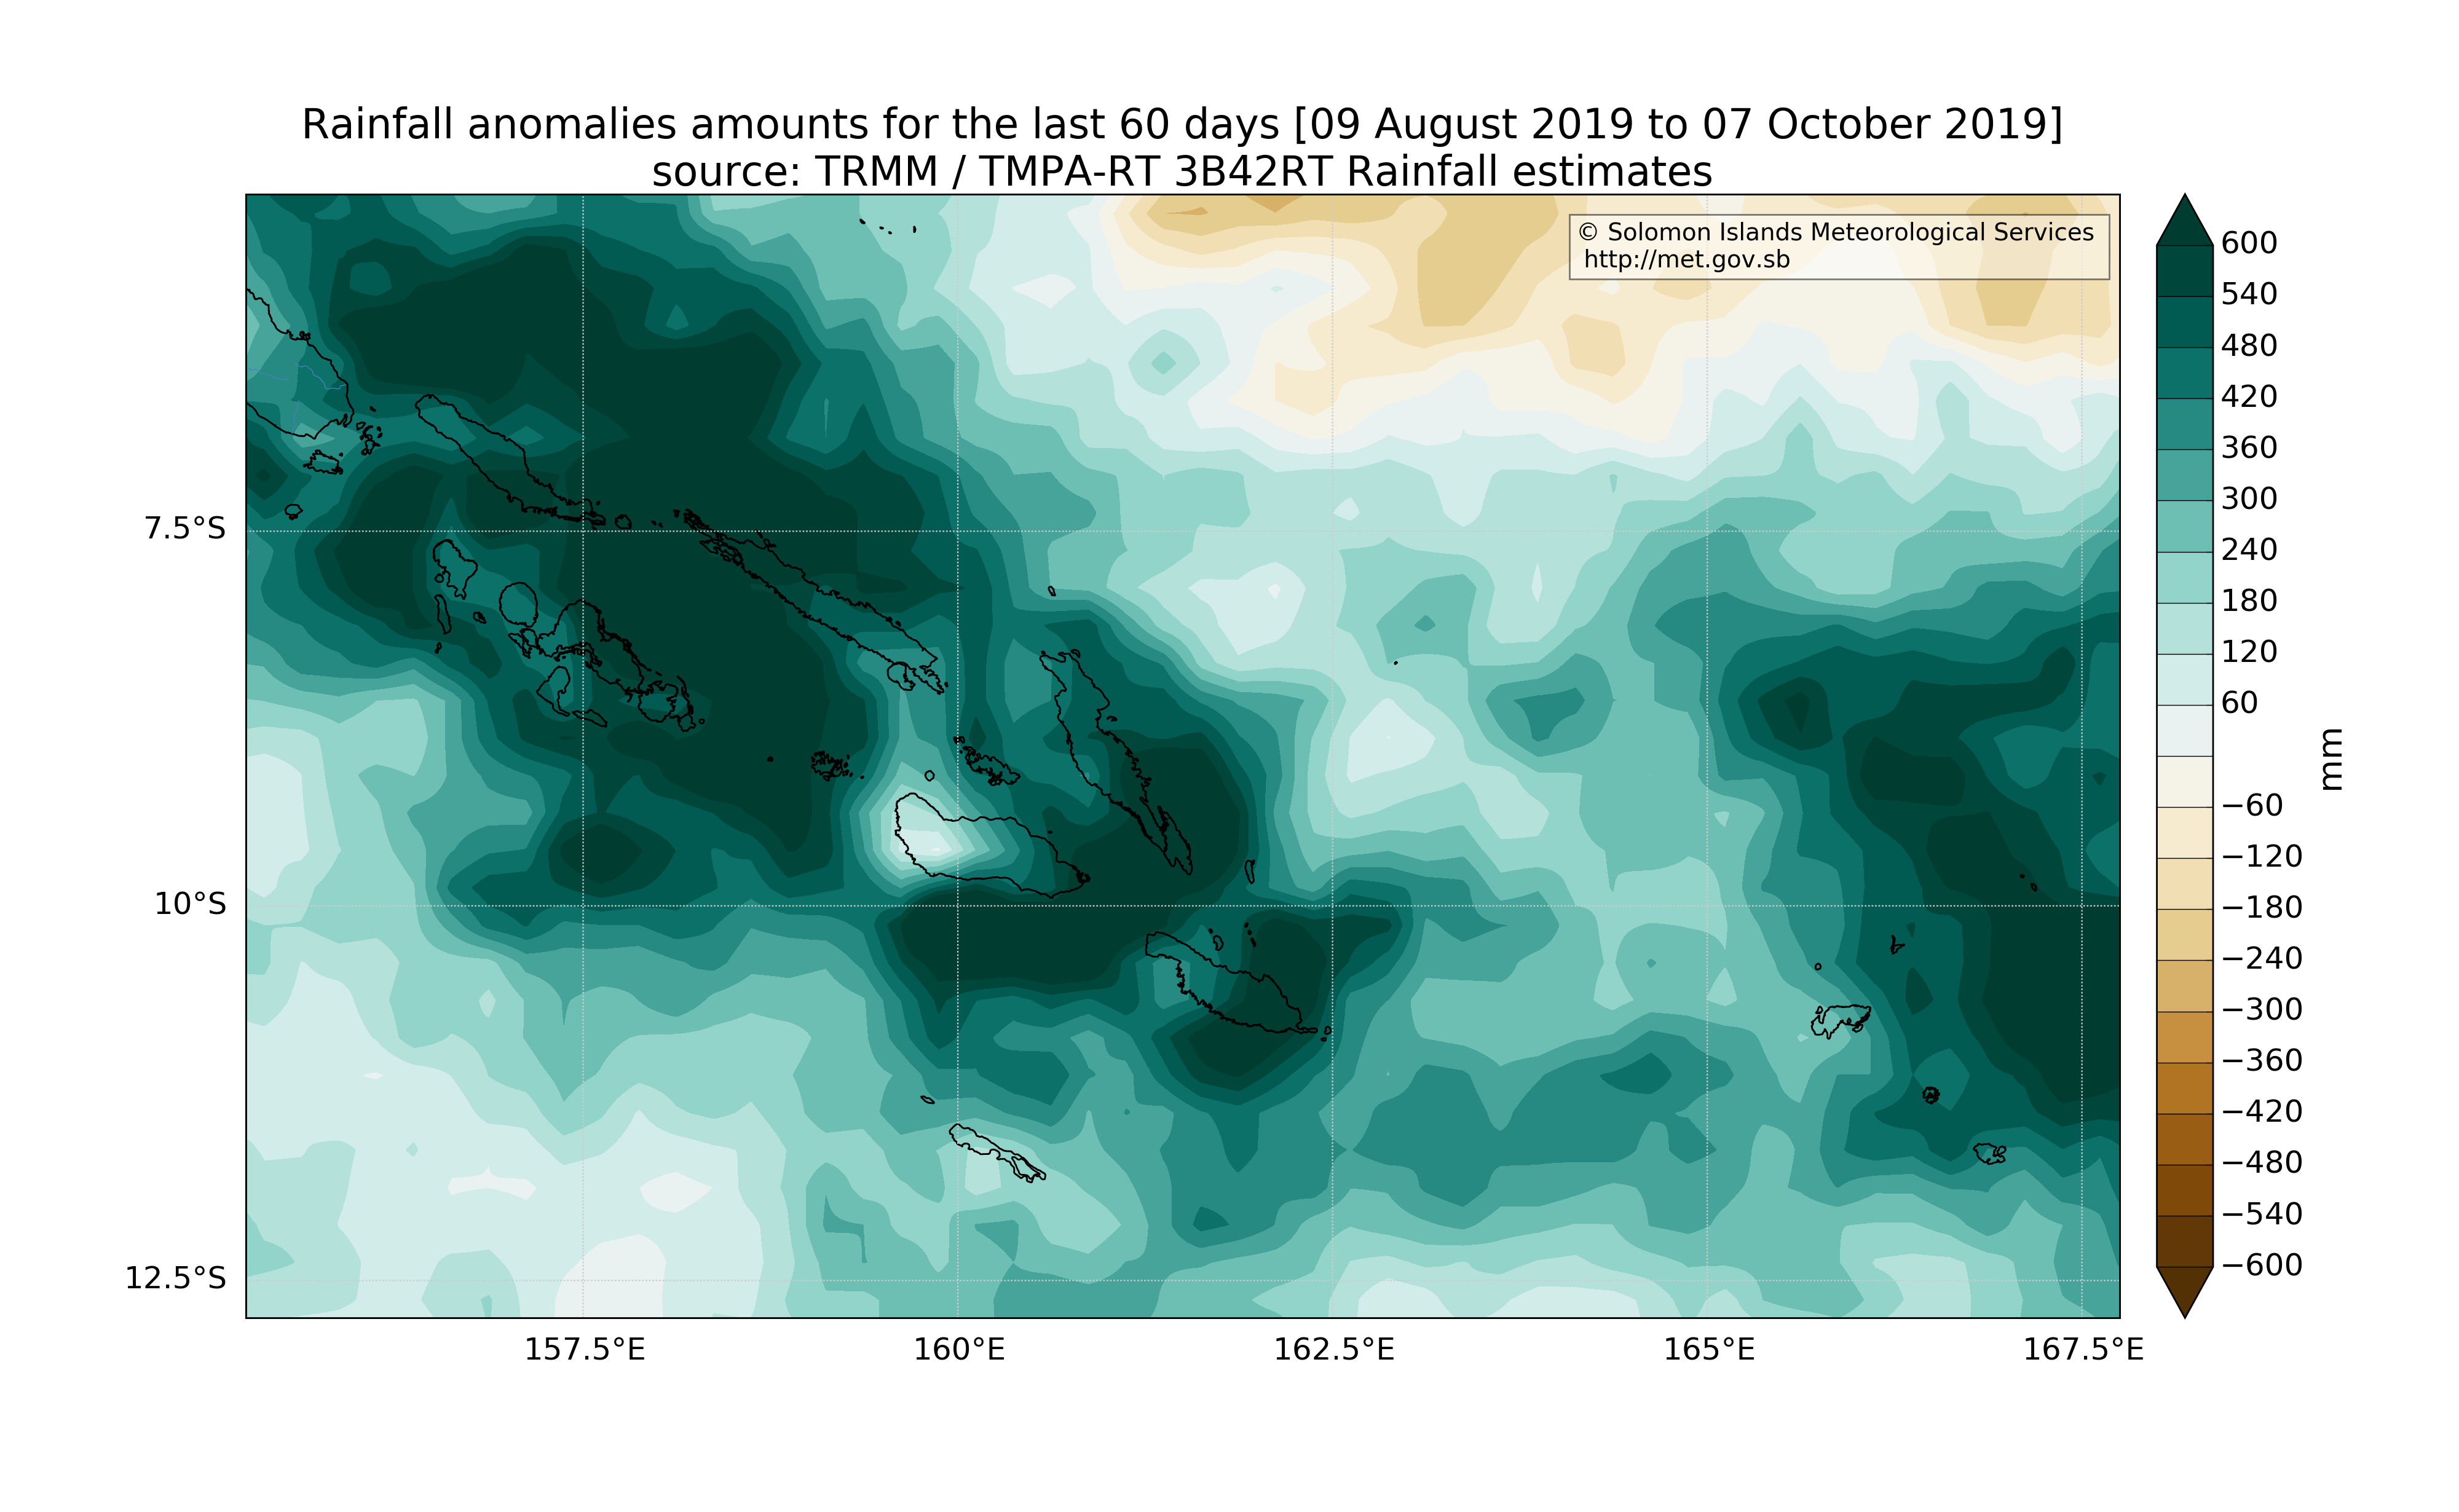 Rainfall anomalies amounts for the last 60 days [09 August 2019 to 07 October 2019]
source: TRMM / TMPA-RT 3B42RT Rainfall estimates
© Solomon Islands Meteorological Services
http://met.gov.sb
7.5°S
10°S
12.5°S
157.5°E
160°E
162.5°E
165°E
167.5°E
600
540
480
420
360
300
240
180
120
60
−60
−120
−180
−240
−300
−360
−420
−480
−540
−600
mm